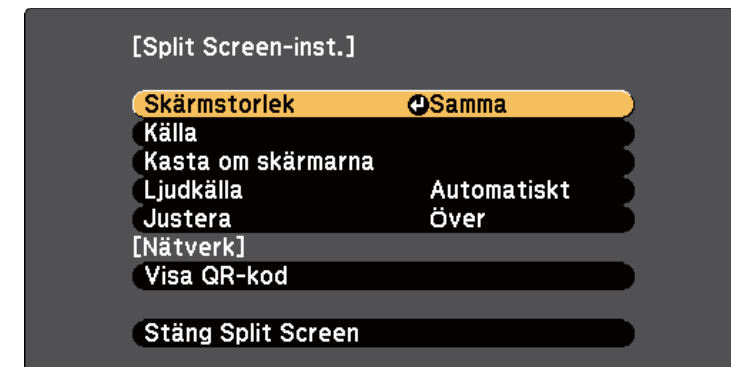 [Split Screen-inst.]
Skärmstorlek Samma
Källa
Kasta om skärmarna
Ljudkälla Automatiskt
Justera Över
[Nätverk]
Visa QR-kod
Stäng Split Screen